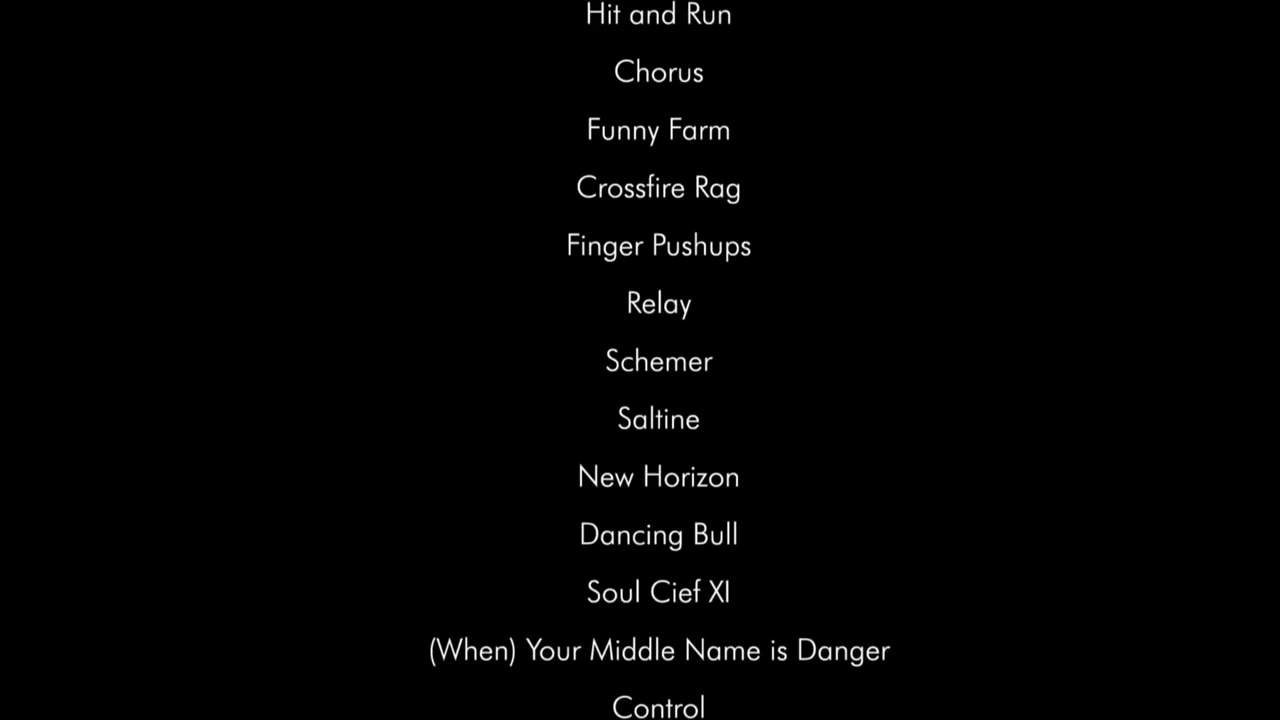 Hit and Run
Chorus
Funny Farm
Crossfire Rag
Finger Pushups
Relay
Schemer
Saltine
New Horizon
Dancing Bull
Soul Cief XI
(When) Your Middle Name is Danger
Control